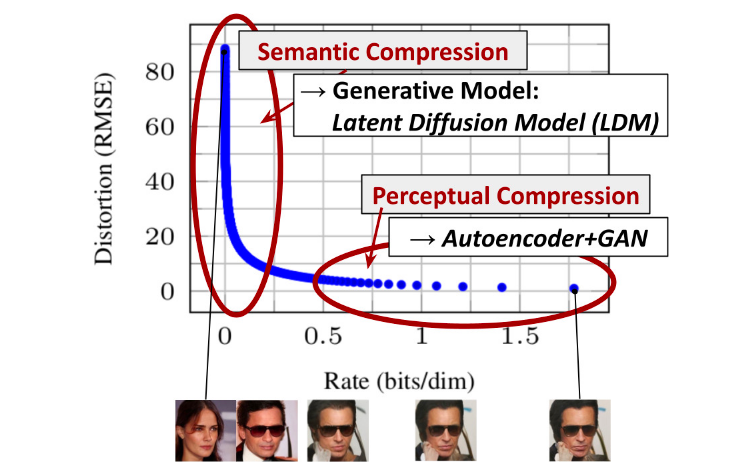 Semantic Compression
→ Generative Model:
Latent Diffusion Model (LDM)
Perceptual Compression
→ Autoencoder+GAN
Distortion (RMSE)
80
60
40
20
0
0 0.5 1 1.5
Rate (bits/dim)